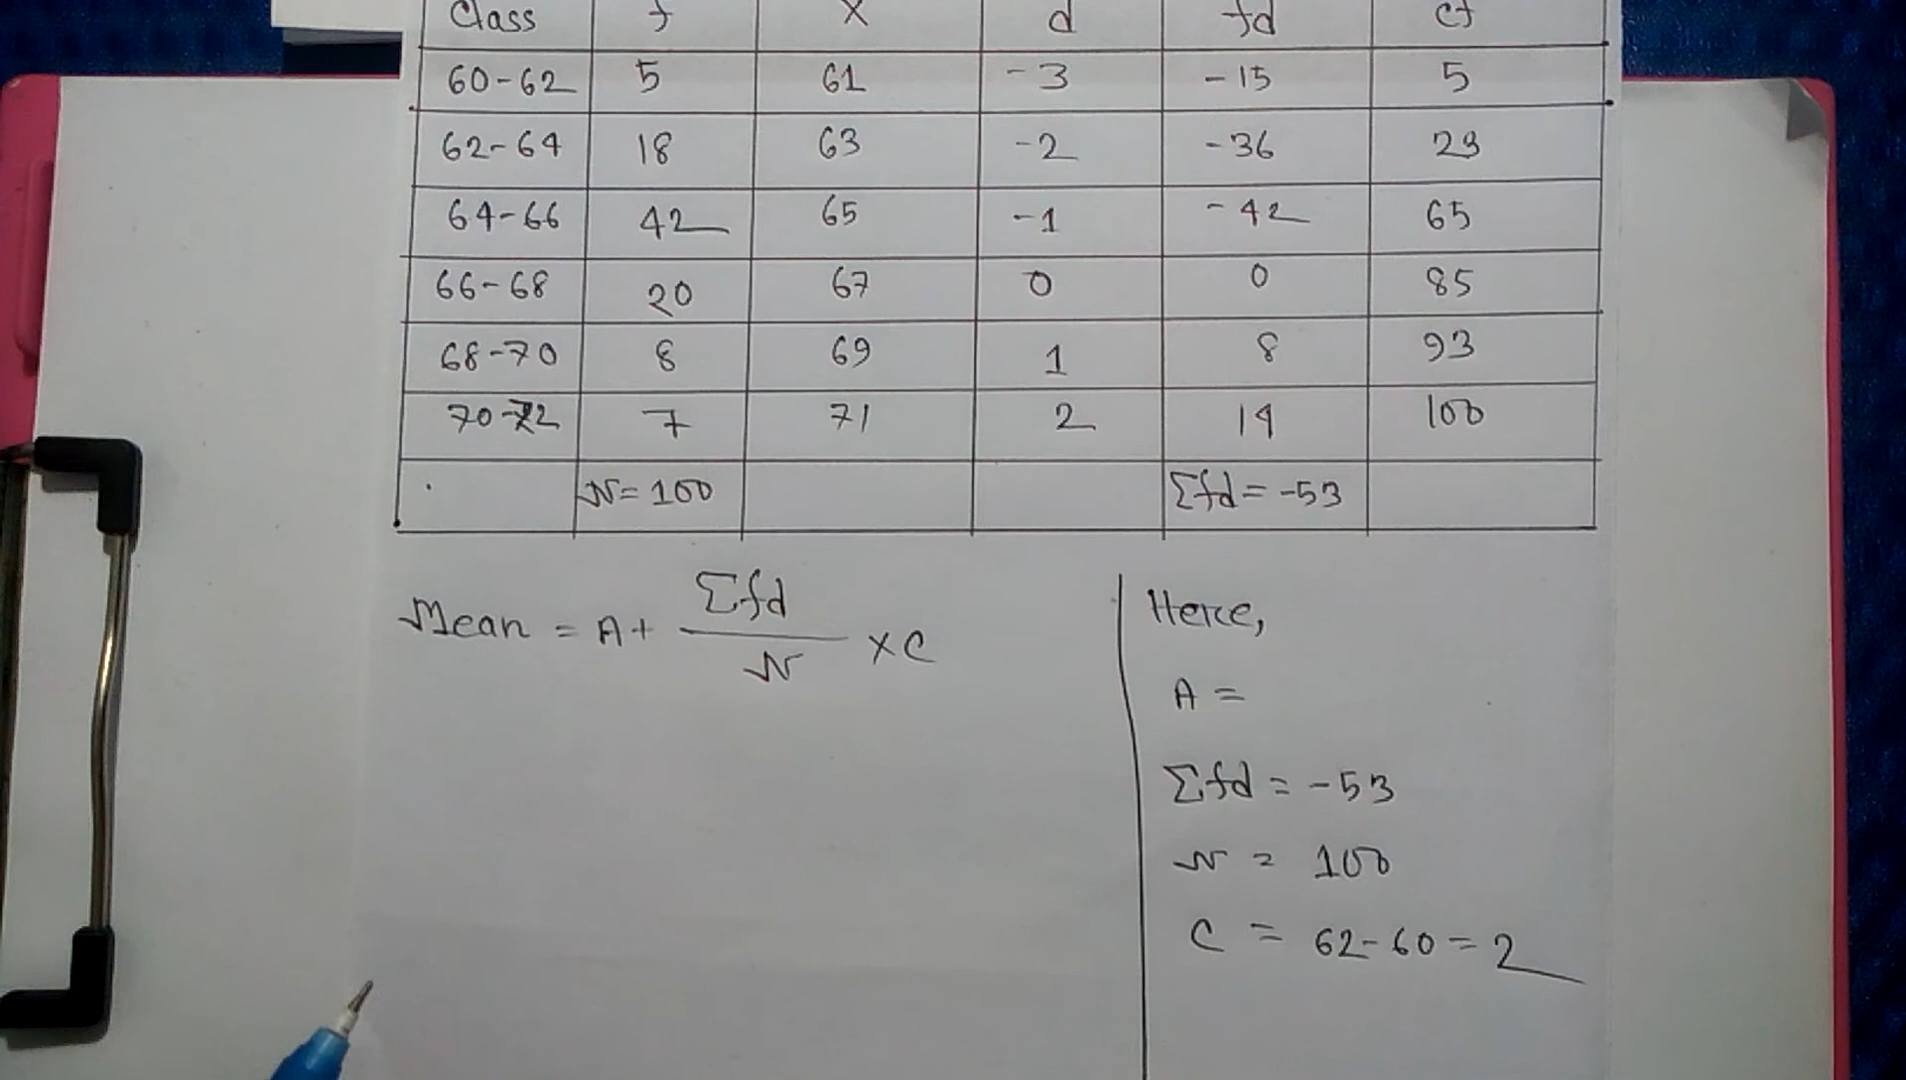 Class f X d fd cf
60-62 5 61 -3 -15 5
62-64 18 63 -2 -36 23
64-66 42 65 -1 -42 65
66-68 20 67 0 0 85
68-70 8 69 1 8 93
70-72 7 71 2 14 100
N = 100 Σfd = -53
Mean = A + Σfd / N × C
Here,
A =
Σfd = -53
N = 100
C = 62-60 = 2